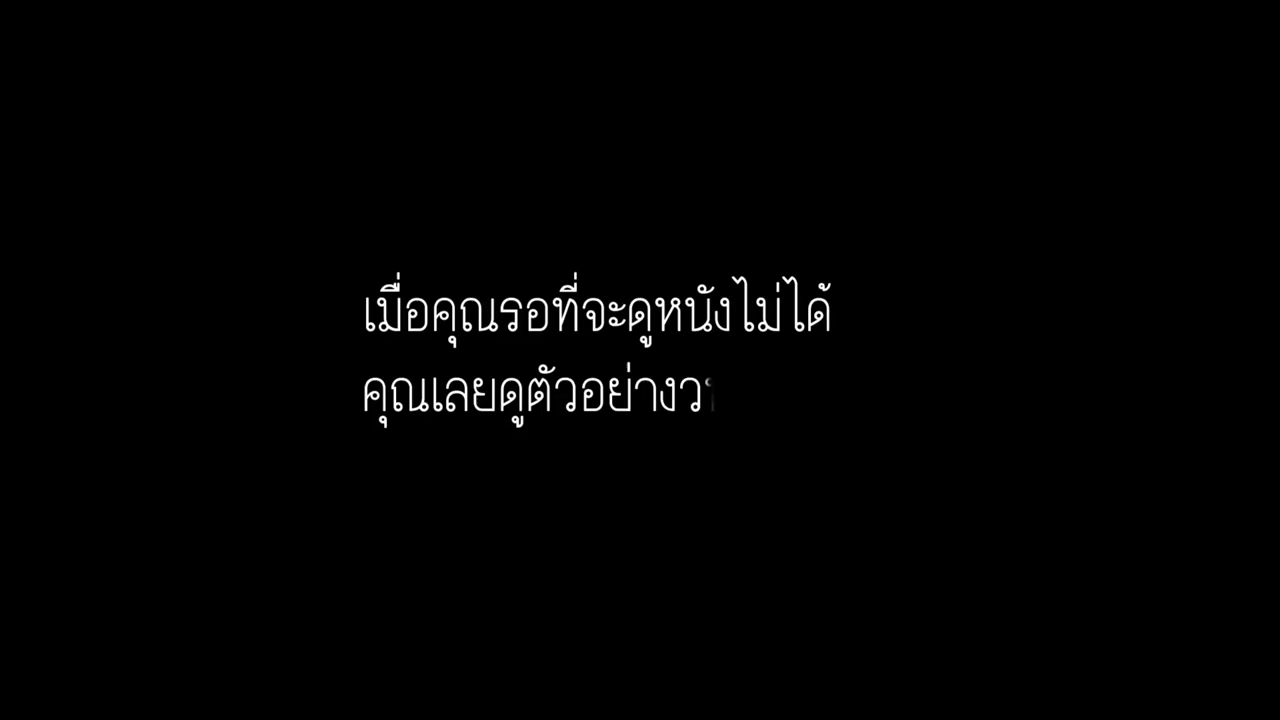 เมื่อคุณรอที่จะดูหนังไม่ได้
คุณเลยดูตัวอย่างว